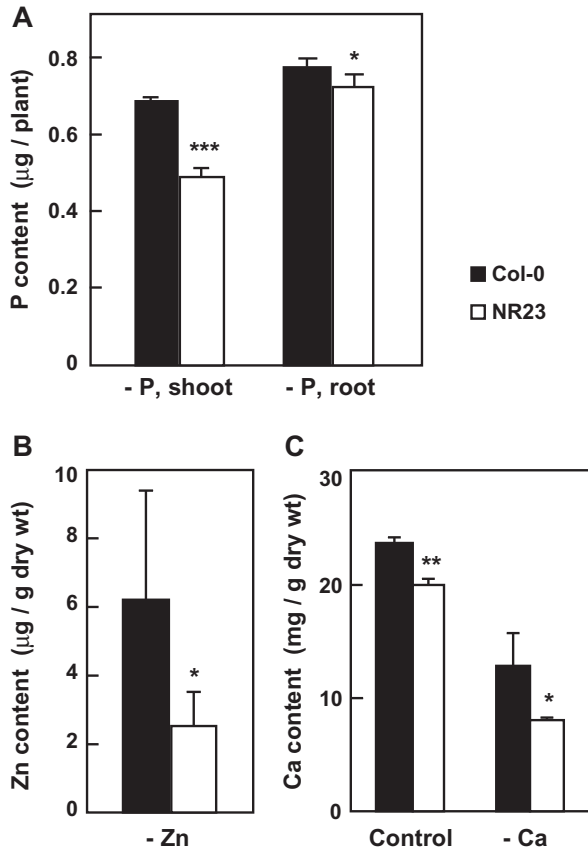 A
P content (µg / plant)
0.8
0.6
0.4
0.2
0
***
*
- P, shoot
- P, root
Col-0
NR23
B
Zn content (µg / g dry wt)
10
8
6
4
2
0
*
- Zn
C
Ca content (mg / g dry wt)
30
20
10
0
**
*
Control
- Ca